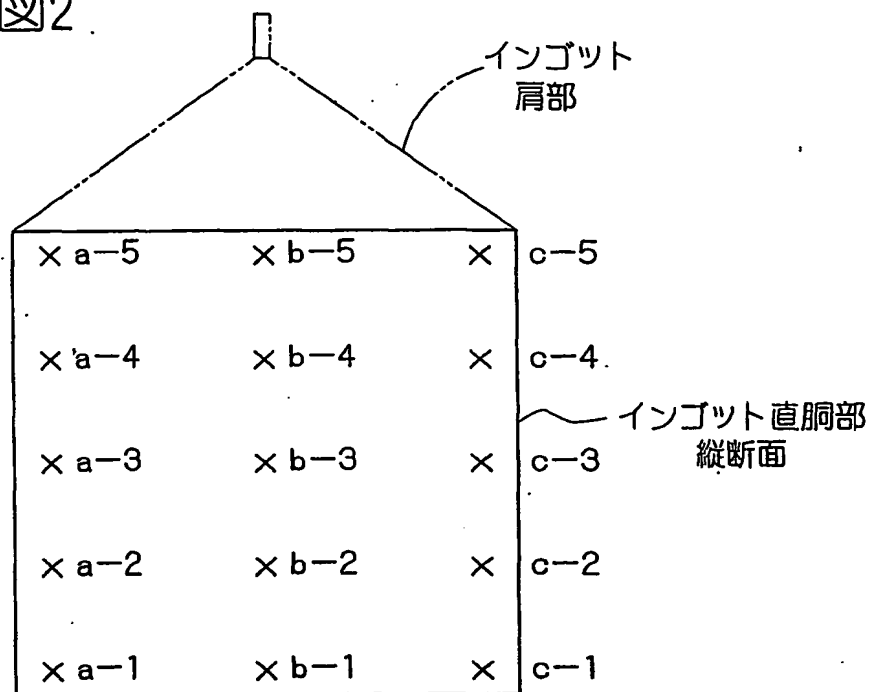 図2
インゴット
肩部
× a-5 × b-5 × c-5
× a-4 × b-4 × c-4
インゴット直胴部
縦断面
× a-3 × b-3 × c-3
× a-2 × b-2 × c-2
× a-1 × b-1 × c-1